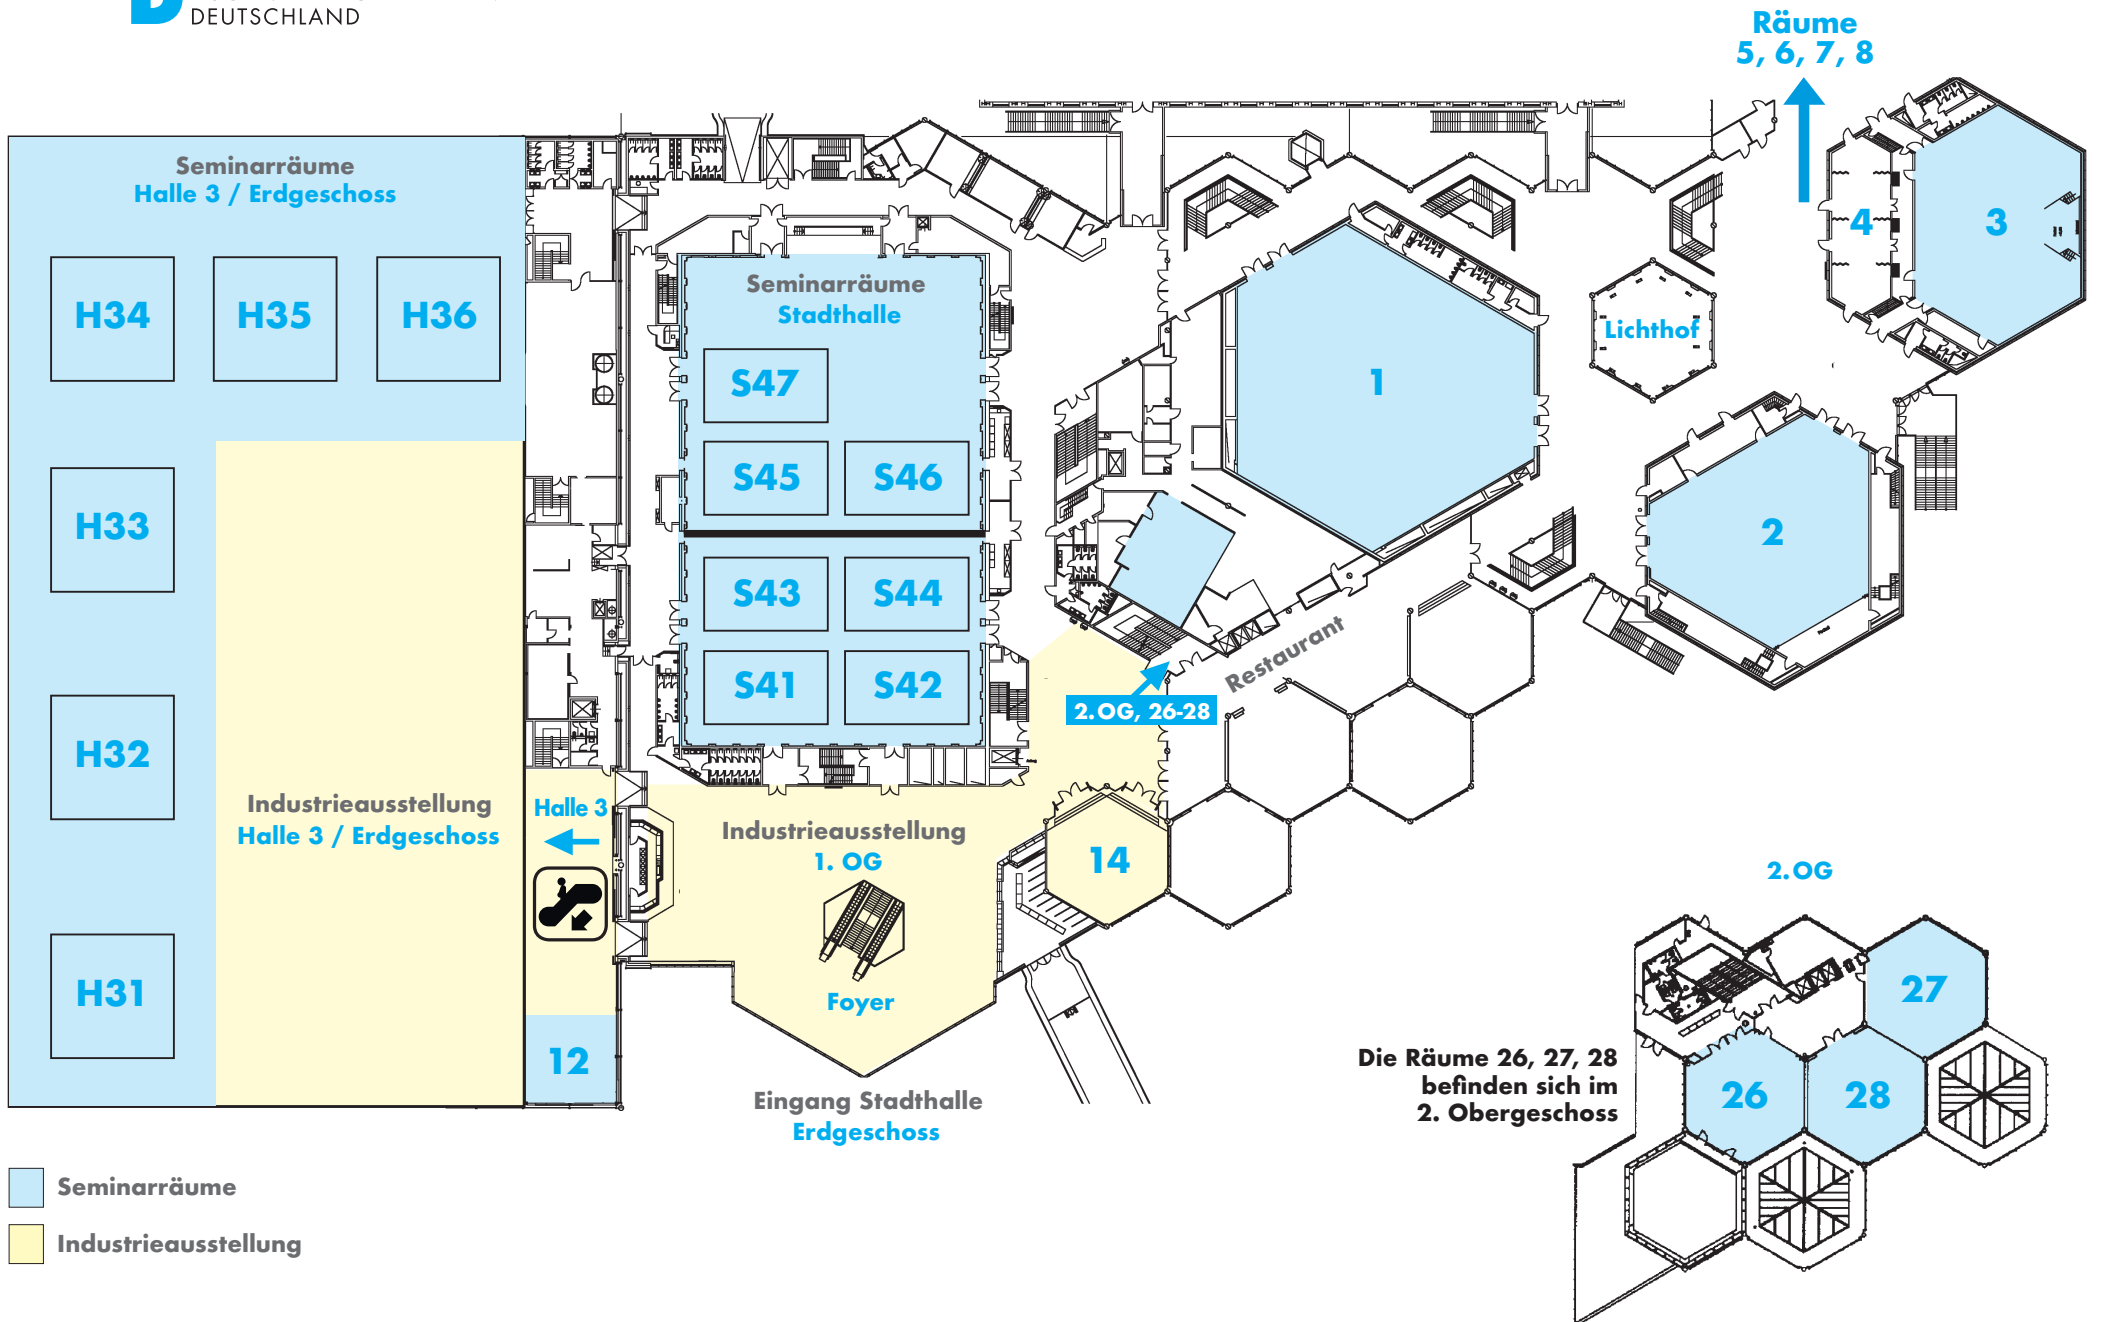 DEUTSCHLAND
Räume
5, 6, 7, 8
Seminarräume
Halle 3 / Erdgeschoss
H34
H35
H36
H33
H32
H31
Industrieausstellung
Halle 3 / Erdgeschoss
Halle 3
12
Seminarräume
Stadthalle
S47
S45
S46
S43
S44
S41
S42
Industrieausstellung
1. OG
Foyer
Eingang Stadthalle
Erdgeschoss
14
2. OG, 26-28
Restaurant
1
Lichthof
4
3
2
2. OG
27
26
28
Die Räume 26, 27, 28
befinden sich im
2. Obergeschoss
Seminarräume
Industrieausstellung